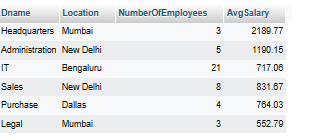 Dname Location NumberOfEmployees AvgSalary
Headquarters Mumbai 3 2189.77
Administration New Delhi 5 1190.15
IT Bengaluru 21 717.06
Sales New Delhi 8 831.67
Purchase Dallas 4 764.03
Legal Mumbai 3 552.79